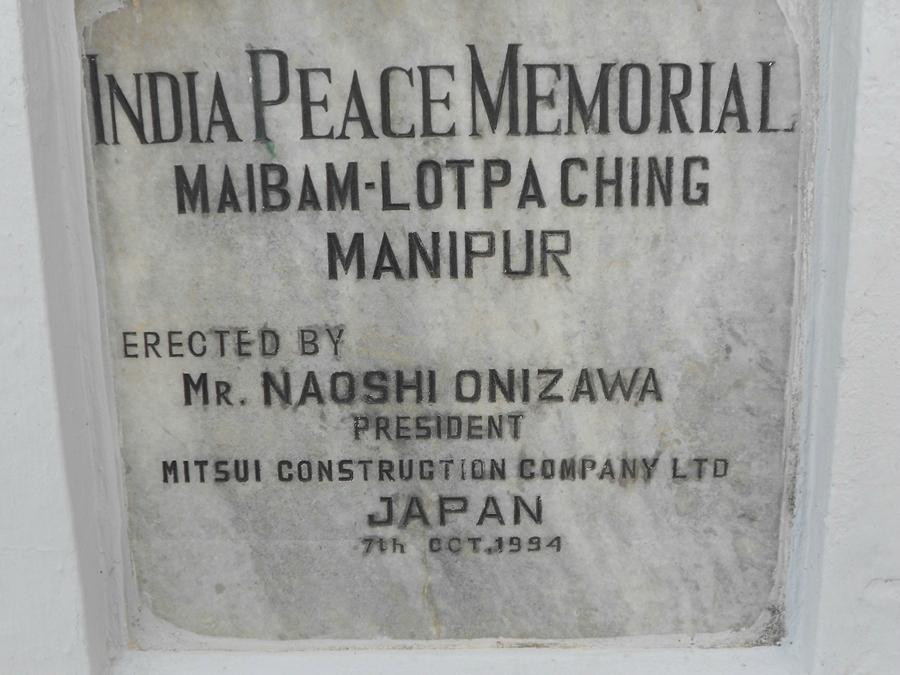 INDIA PEACE MEMORIAL
MAIBAM-LOTPA CHING
MANIPUR
ERECTED BY
MR. NAOSHI ONIZAWA
PRESIDENT
MITSUI CONSTRUCTION COMPANY LTD
JAPAN
7th OCT.,1994